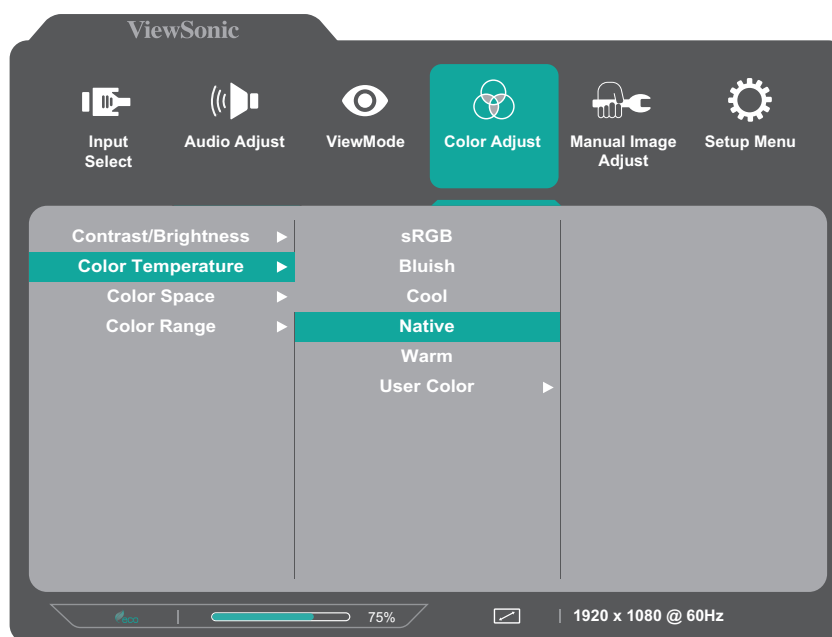 ViewSonic
Input
Select
Audio Adjust
ViewMode
Color Adjust
Manual Image
Adjust
Setup Menu
Contrast/Brightness
Color Temperature
Color Space
Color Range
sRGB
Bluish
Cool
Native
Warm
User Color
eco
75%
1920 x 1080 @ 60Hz